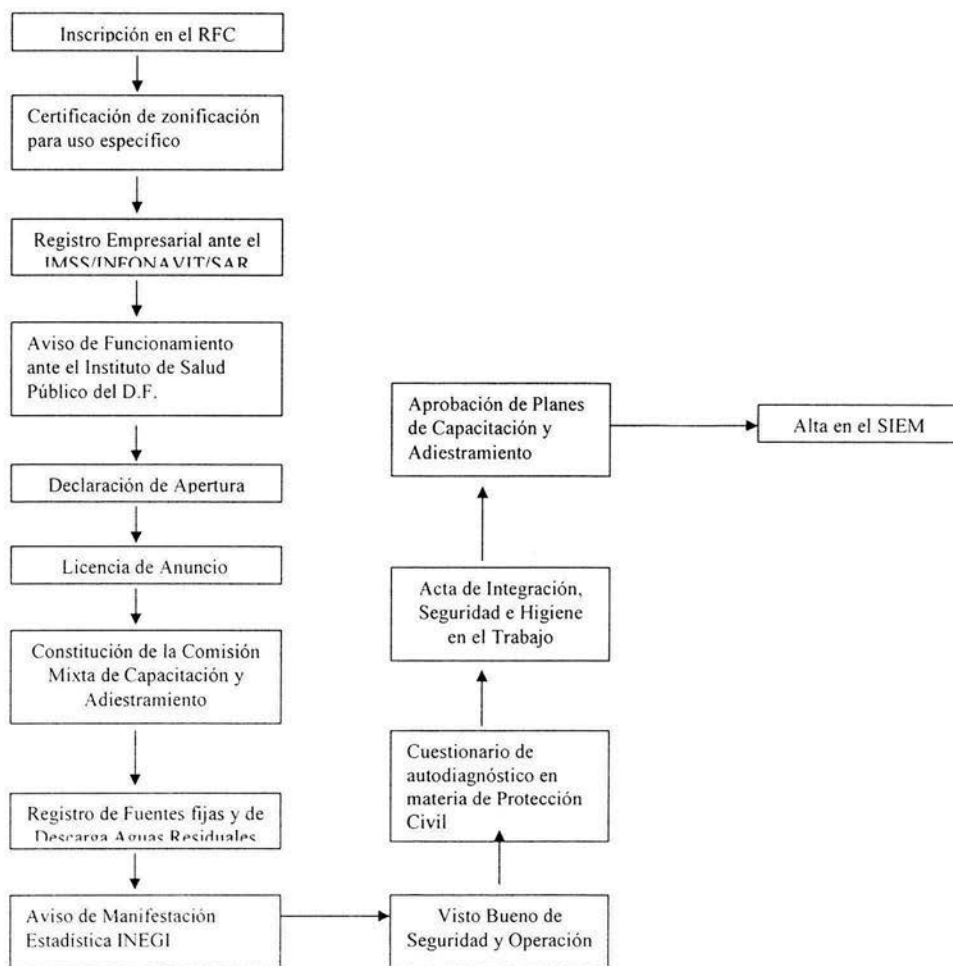 Inscripción en el RFC
Certificación de zonificación
para uso específico
Registro Empresarial ante el
IMSS/INFONAVIT/SAR
Aviso de Funcionamiento
ante el Instituto de Salud
Público del D.F.
Declaración de Apertura
Licencia de Anuncio
Constitución de la Comisión
Mixta de Capacitación y
Adiestramiento
Registro de Fuentes fijas y de
Descarga Aguas Residuales
Aviso de Manifestación
Estadística INEGI
Visto Bueno de
Seguridad y Operación
Cuestionario de
autodiagnóstico en
materia de Protección
Civil
Acta de Integración,
Seguridad e Higiene
en el Trabajo
Aprobación de Planes
de Capacitación y
Adiestramiento
Alta en el SIEM